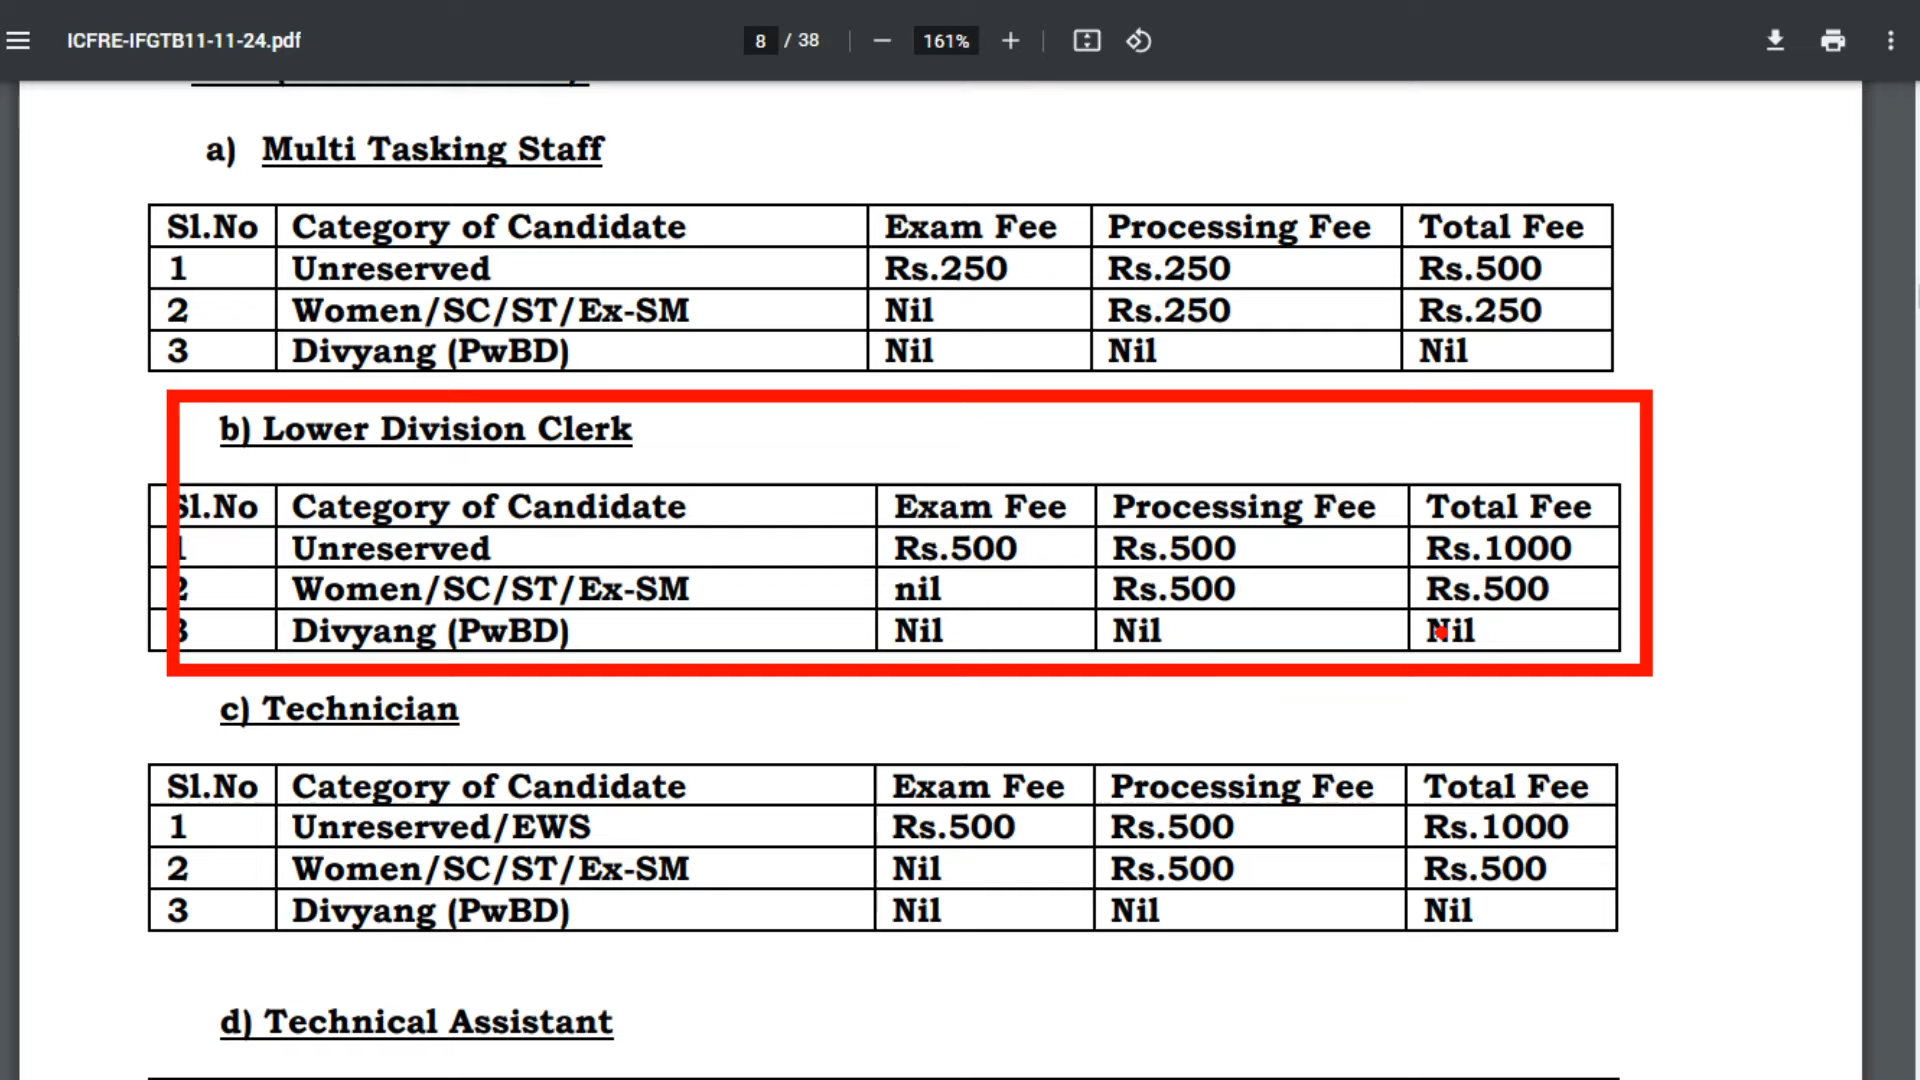 ICFRE-IFGTB11-11-24.pdf
8 / 38
161%
a) Multi Tasking Staff
Sl.No Category of Candidate Exam Fee Processing Fee Total Fee
1 Unreserved Rs.250 Rs.250 Rs.500
2 Women/SC/ST/Ex-SM Nil Rs.250 Rs.250
3 Divyang (PwBD) Nil Nil Nil
b) Lower Division Clerk
Sl.No Category of Candidate Exam Fee Processing Fee Total Fee
1 Unreserved Rs.500 Rs.500 Rs.1000
2 Women/SC/ST/Ex-SM nil Rs.500 Rs.500
3 Divyang (PwBD) Nil Nil Nil
c) Technician
Sl.No Category of Candidate Exam Fee Processing Fee Total Fee
1 Unreserved/EWS Rs.500 Rs.500 Rs.1000
2 Women/SC/ST/Ex-SM Nil Rs.500 Rs.500
3 Divyang (PwBD) Nil Nil Nil
d) Technical Assistant